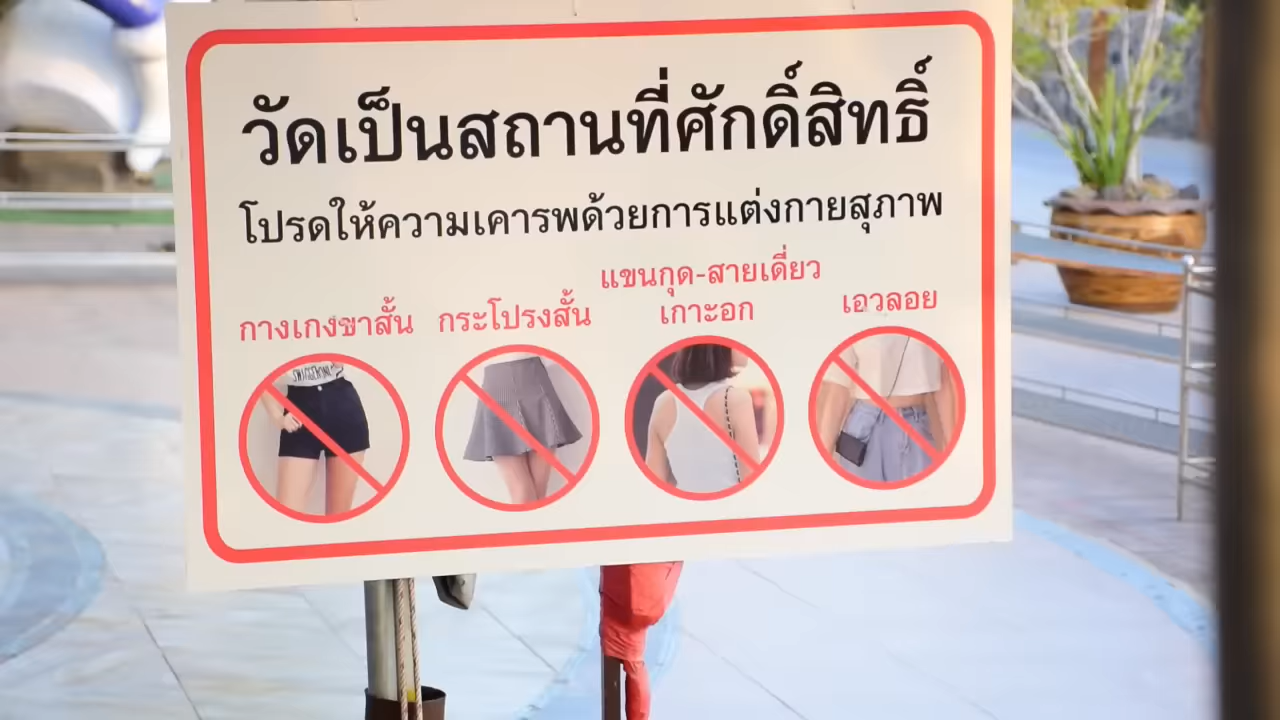 วัดเป็นสถานที่ศักดิ์สิทธิ์
โปรดให้ความเคารพด้วยการแต่งกายสุภาพ
กางเกงขาสั้น
กระโปรงสั้น
แขนกุด-สายเดี่ยว
เกาะอก
เอวลอย